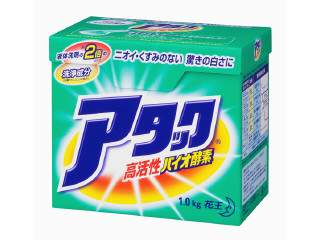 液体洗剤の約2倍の
洗浄成分
ニオイ・くすみのない 驚きの白さに
アタック
高活性バイオ酵素
1.0kg 花王